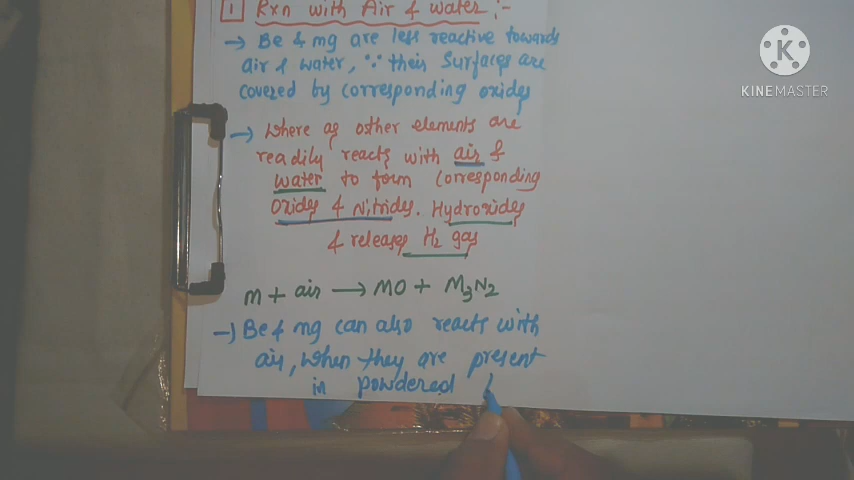 1 Rxn with Air & water :-
→ Be & mg are less reactive towards
air & water, ∵ their Surfaces are
covered by corresponding oxides
→ Where as other elements are
readily reacts with air &
water to form Corresponding
Oxides & Nitrides. Hydroxides
& releases H2 gas
M + air → MO + M3N2
→ Be & mg can also reacts with
air, when they are present
in powdered
K
KINEMASTER